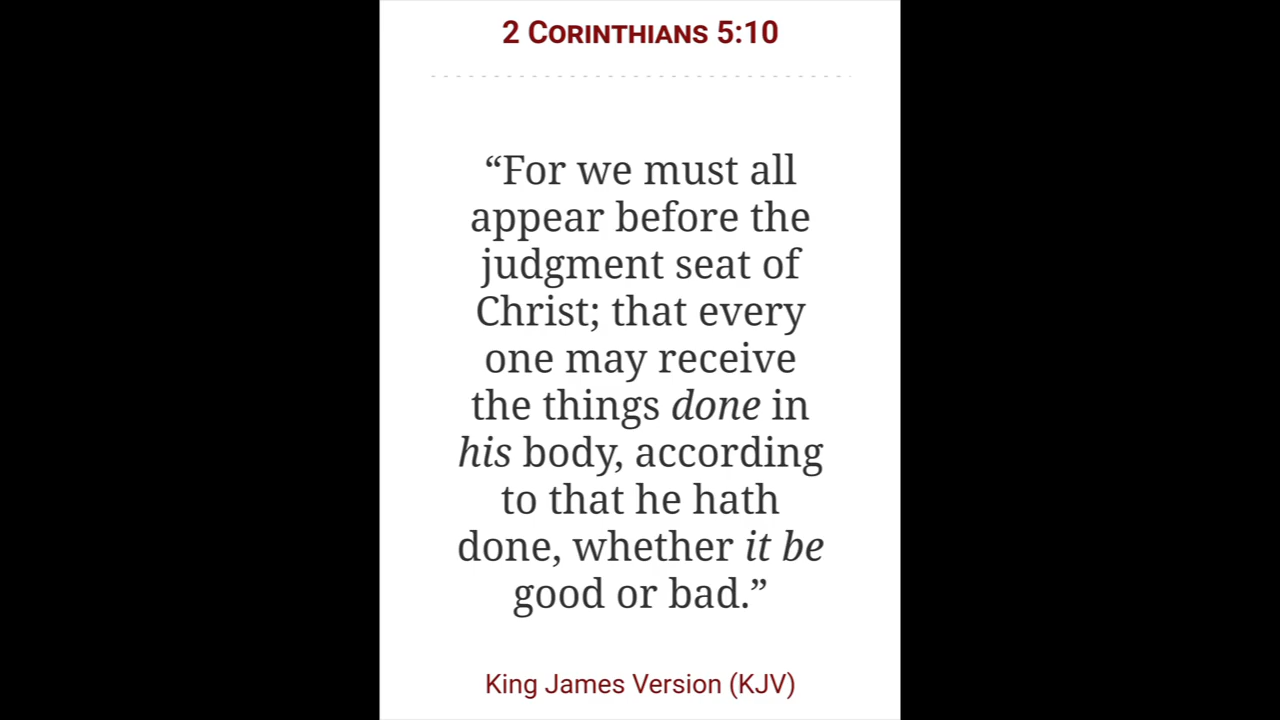 2 Corinthians 5:10
“For we must all
appear before the
judgment seat of
Christ; that every
one may receive
the things done in
his body, according
to that he hath
done, whether it be
good or bad.”
King James Version (KJV)